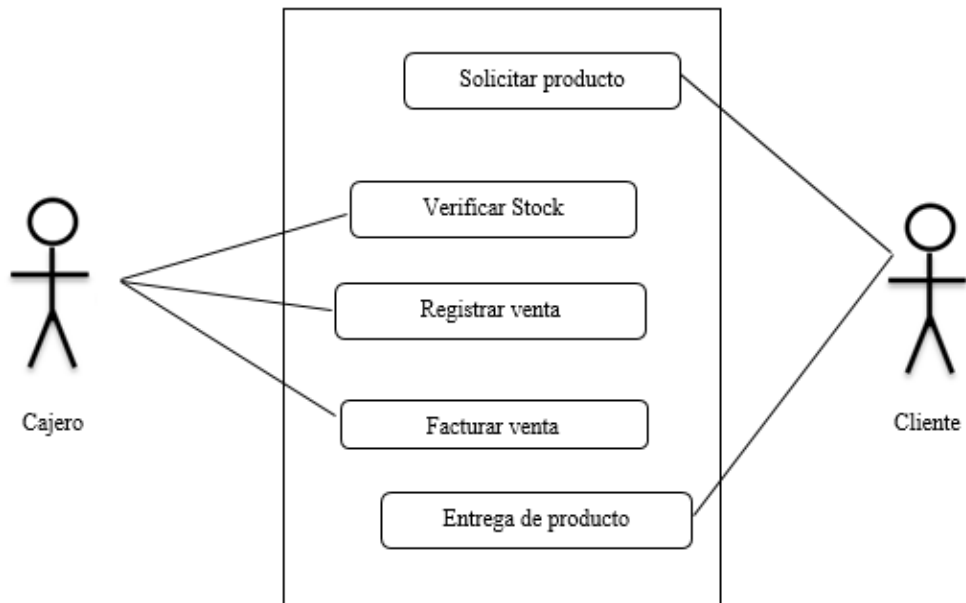 Solicitar producto
Verificar Stock
Registrar venta
Facturar venta
Entrega de producto
Cajero
Cliente